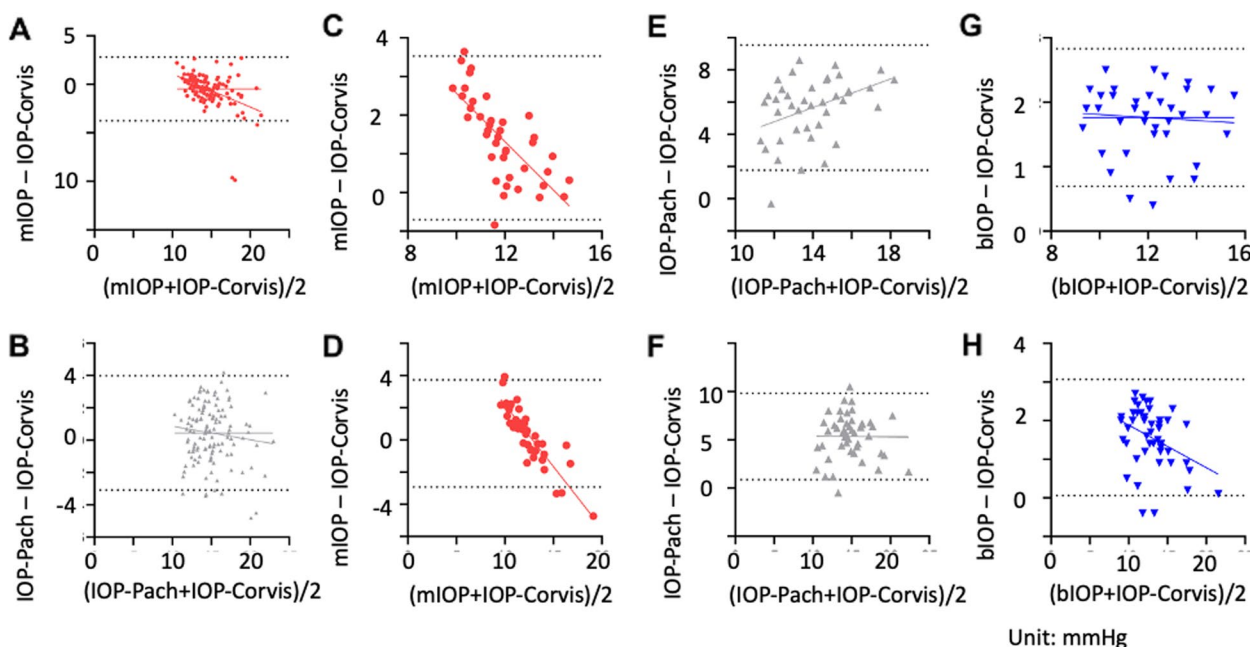 A
mIOP – IOP-Corvis
5
0
10
0 10 20
(mIOP+IOP-Corvis)/2
C
mIOP – IOP-Corvis
4
2
0
8 12 16
(mIOP+IOP-Corvis)/2
E
IOP-Pach – IOP-Corvis
8
4
0
10 14 18
(IOP-Pach+IOP-Corvis)/2
G
bIOP – IOP-Corvis
2
1
0
8 12 16
(bIOP+IOP-Corvis)/2
B
IOP-Pach – IOP-Corvis
4
0
-4
(IOP-Pach+IOP-Corvis)/2
D
mIOP – IOP-Corvis
4
0
-4
0 10 20
(mIOP+IOP-Corvis)/2
F
IOP-Pach – IOP-Corvis
10
5
0
0 10 20
(IOP-Pach+IOP-Corvis)/2
H
bIOP – IOP-Corvis
4
2
0
0 10 20
(bIOP+IOP-Corvis)/2
Unit: mmHg